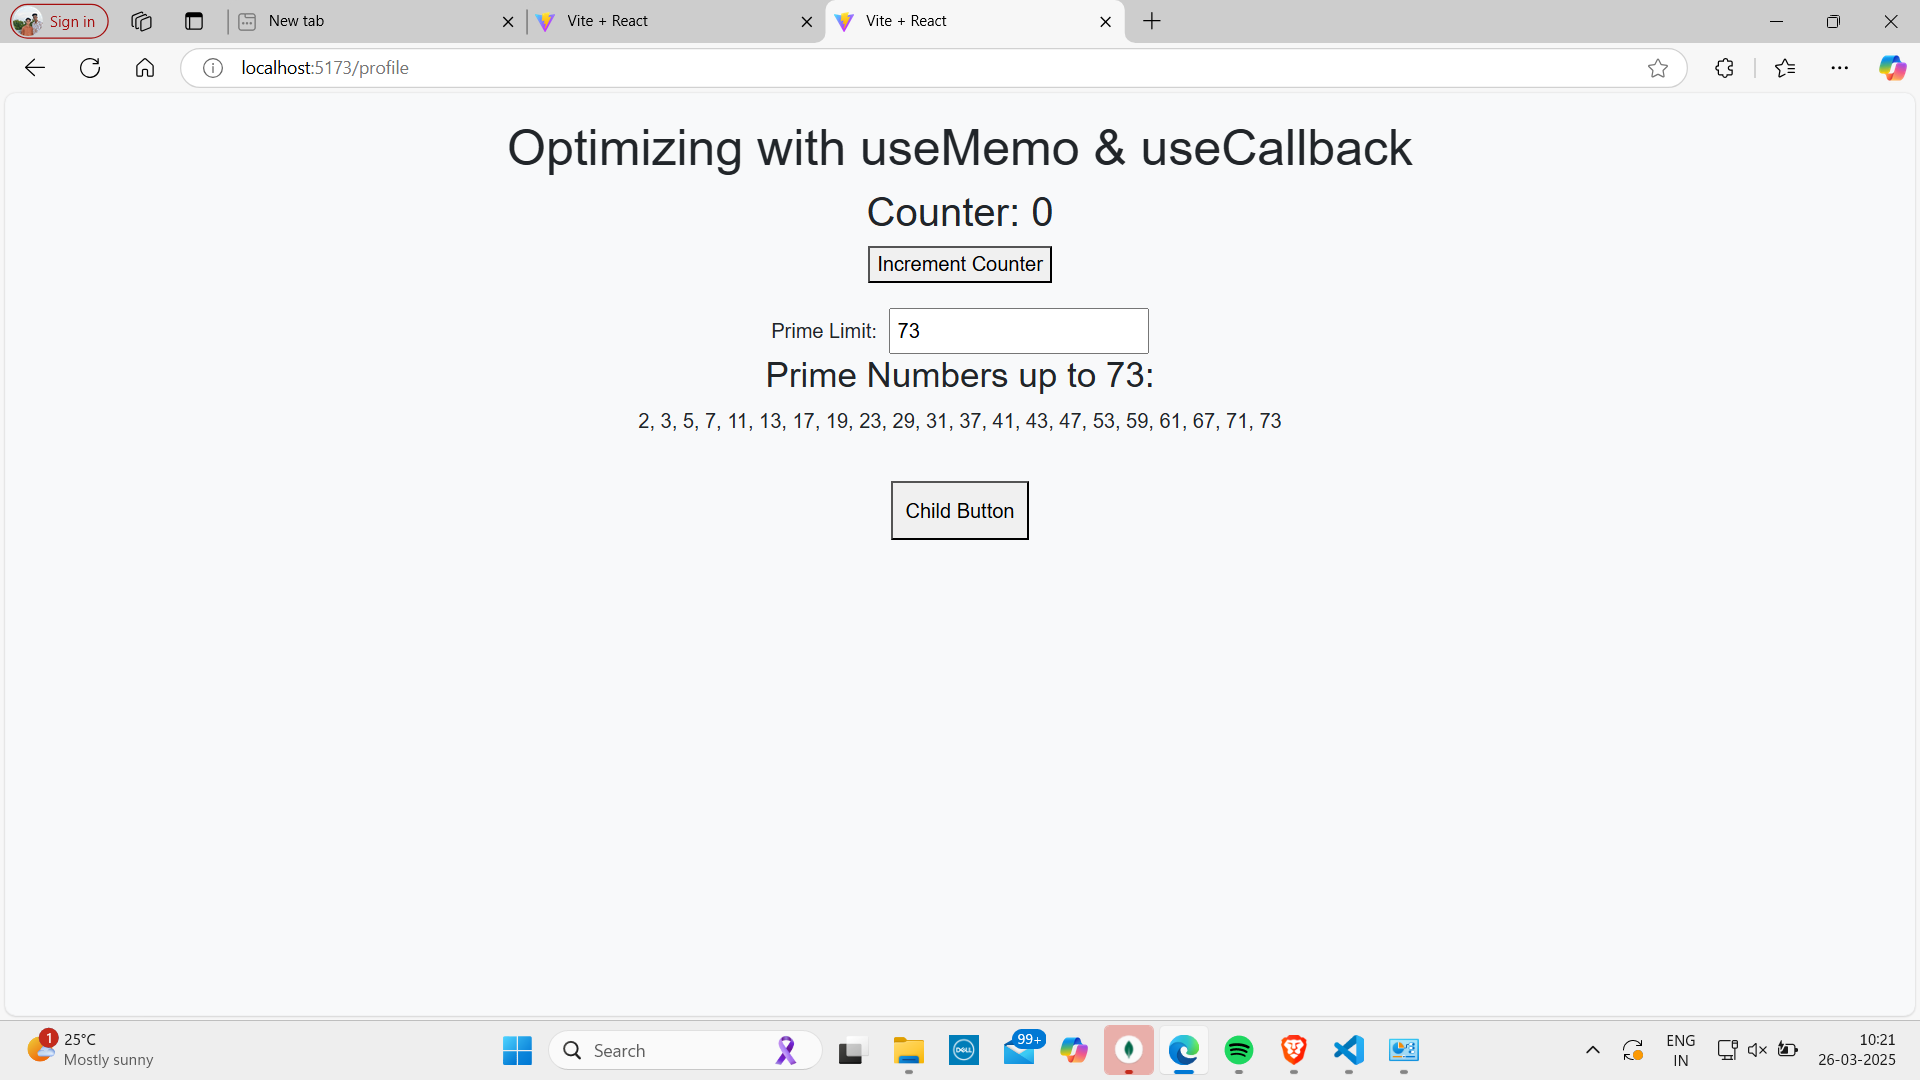 Sign in
New tab
Vite + React
Vite + React
localhost:5173/profile
Optimizing with useMemo & useCallback
Counter: 0
Increment Counter
Prime Limit: 73
Prime Numbers up to 73:
2, 3, 5, 7, 11, 13, 17, 19, 23, 29, 31, 37, 41, 43, 47, 53, 59, 61, 67, 71, 73
Child Button
1
25°C
Mostly sunny
Search
DELL
99+
ENG
IN
10:21
26-03-2025